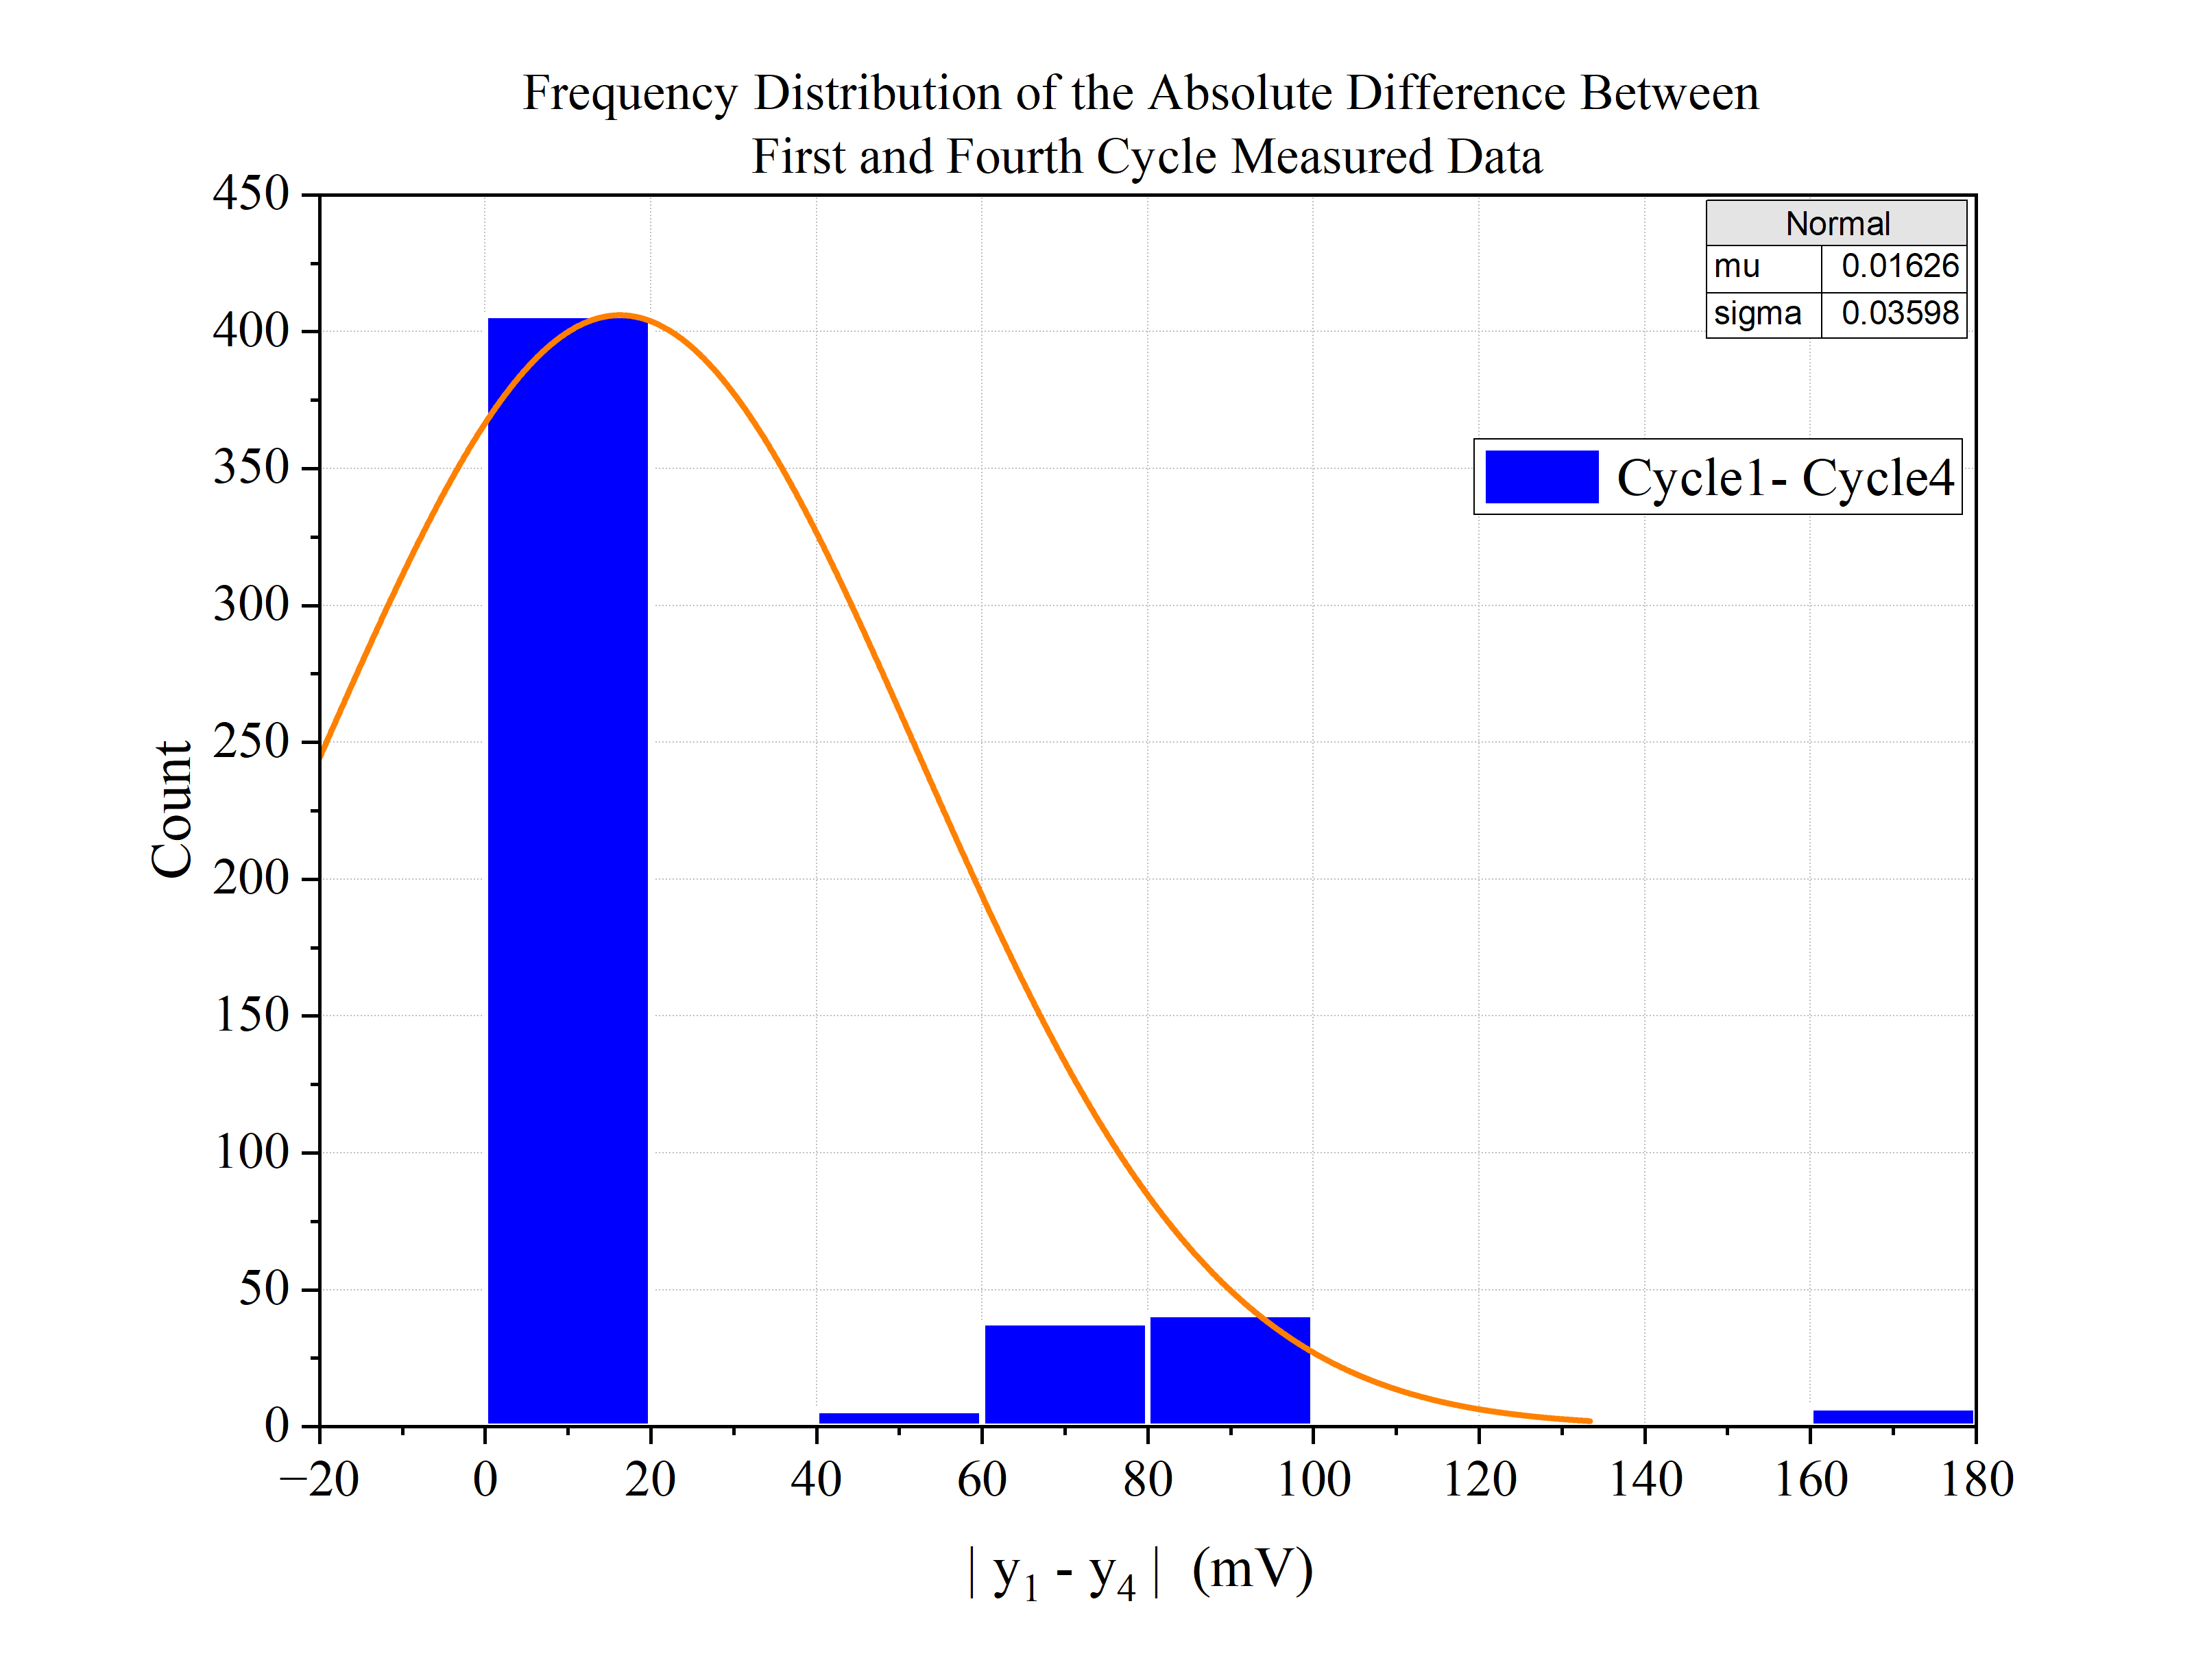 Frequency Distribution of the Absolute Difference Between
First and Fourth Cycle Measured Data
Normal
mu 0.01626
sigma 0.03598
Cycle1- Cycle4
450
400
350
300
250
200
150
100
50
0
Count
−20 0 20 40 60 80 100 120 140 160 180
| y₁ - y₄ | (mV)